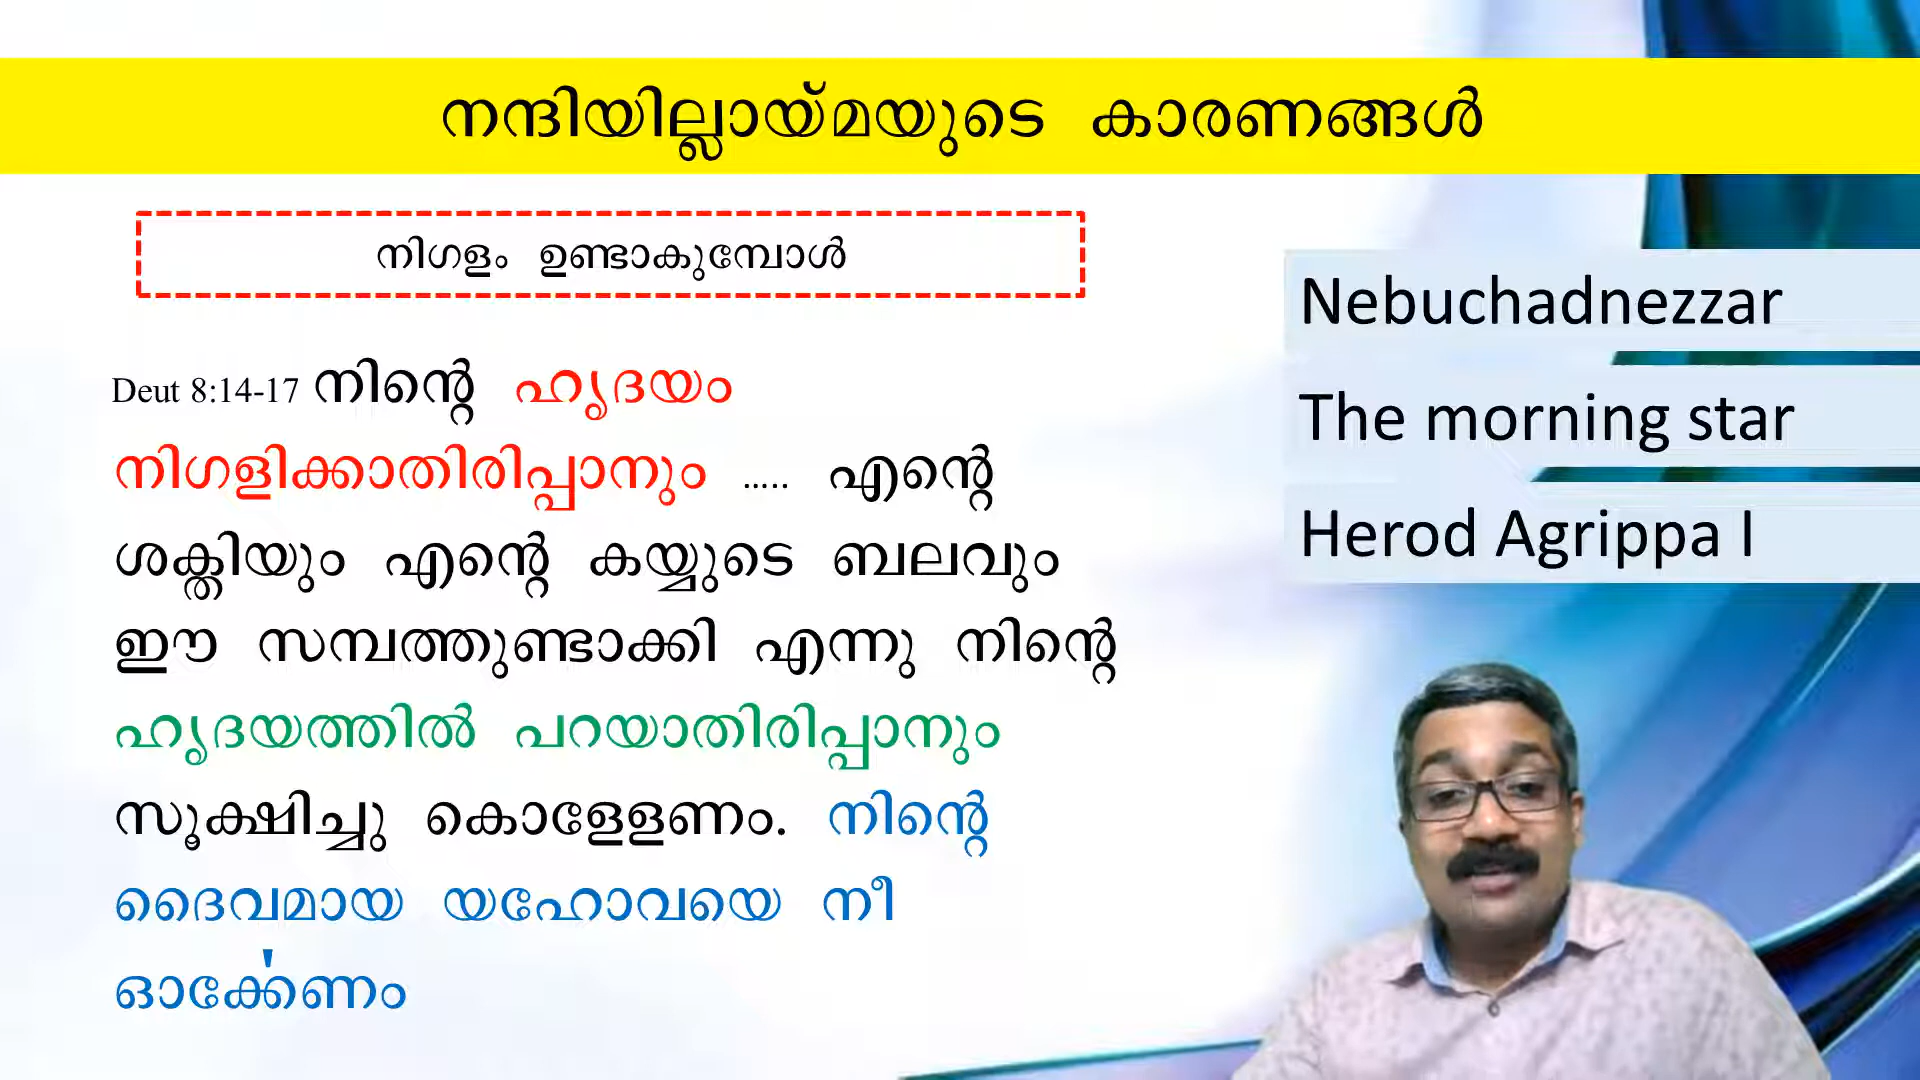 നന്ദിയില്ലായ്മയുടെ കാരണങ്ങൾ
നിഗളം ഉണ്ടാകുമ്പോൾ
Deut 8:14-17 നിന്റെ ഹൃദയം
നിഗളിക്കാതിരിപ്പാനും ..... എന്റെ
ശക്തിയും എന്റെ കയ്യുടെ ബലവും
ഈ സമ്പത്തുണ്ടാക്കി എന്നു നിന്റെ
ഹൃദയത്തിൽ പറയാതിരിപ്പാനും
സൂക്ഷിച്ചു കൊള്ളേണം. നിന്റെ
ദൈവമായ യഹോവയെ നീ
ഓർക്കേണം
Nebuchadnezzar
The morning star
Herod Agrippa I